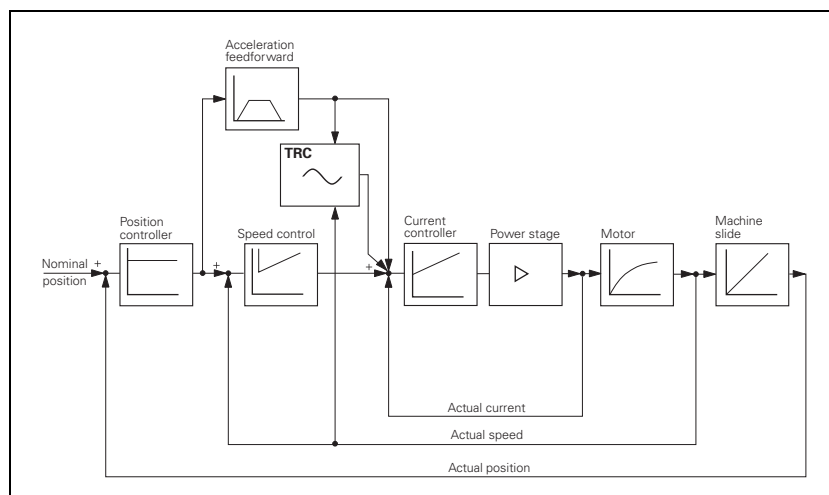 Acceleration
feedforward
TRC
Position
controller
Speed control
Current
controller
Power stage
Motor
Machine
slide
Nominal
position
+
+
+
Actual current
Actual speed
Actual position